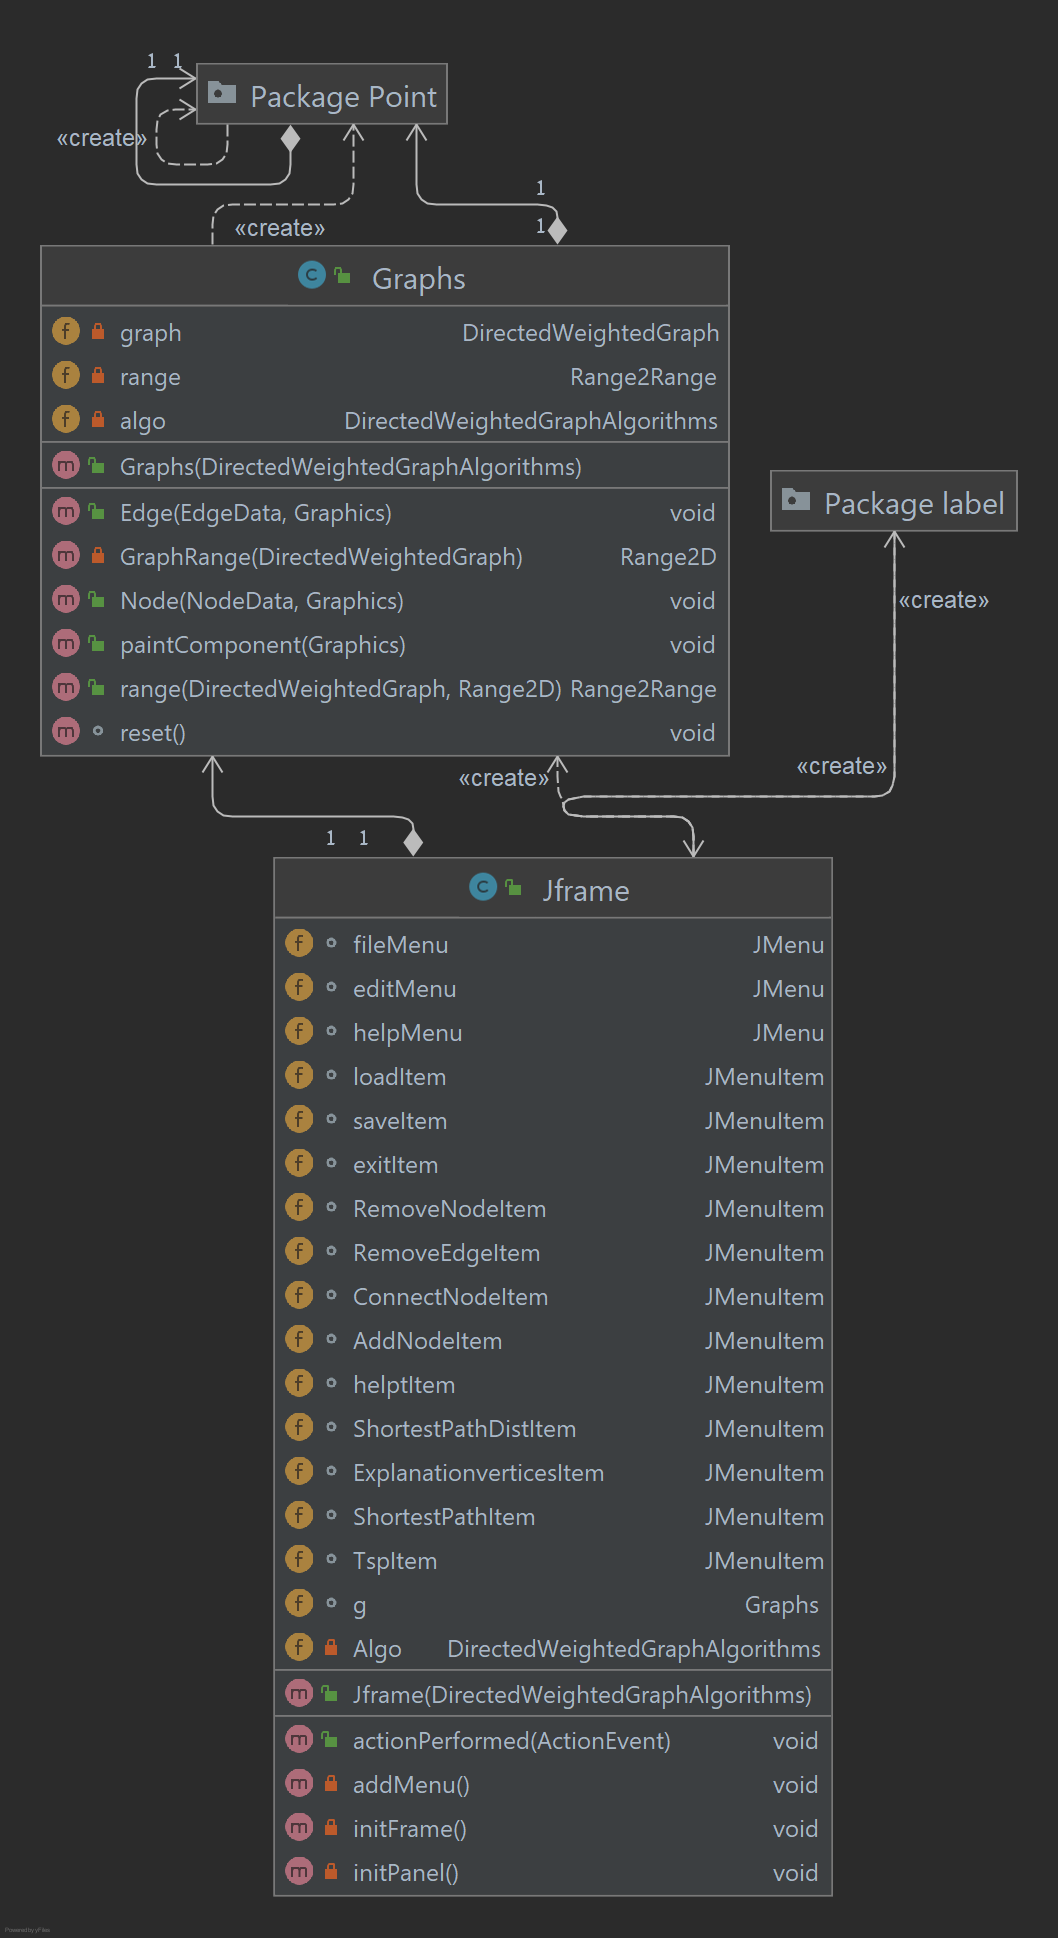 1 1
Package Point
«create»
1
«create»
1
Graphs
graph DirectedWeightedGraph
range Range2Range
algo DirectedWeightedGraphAlgorithms
Graphs(DirectedWeightedGraphAlgorithms)
Edge(EdgeData, Graphics) void
GraphRange(DirectedWeightedGraph) Range2D
Node(NodeData, Graphics) void
paintComponent(Graphics) void
range(DirectedWeightedGraph, Range2D) Range2Range
reset() void
Package label
«create»
«create»
«create»
1 1
Jframe
fileMenu JMenu
editMenu JMenu
helpMenu JMenu
loadItem JMenuItem
saveItem JMenuItem
exitItem JMenuItem
RemoveNodeItem JMenuItem
RemoveEdgeItem JMenuItem
ConnectNodeItem JMenuItem
AddNodeItem JMenuItem
helptItem JMenuItem
ShortestPathDistItem JMenuItem
ExplanationverticesItem JMenuItem
ShortestPathItem JMenuItem
TspItem JMenuItem
g Graphs
Algo DirectedWeightedGraphAlgorithms
Jframe(DirectedWeightedGraphAlgorithms)
actionPerformed(ActionEvent) void
addMenu() void
initFrame() void
initPanel() void
Powered by yFiles